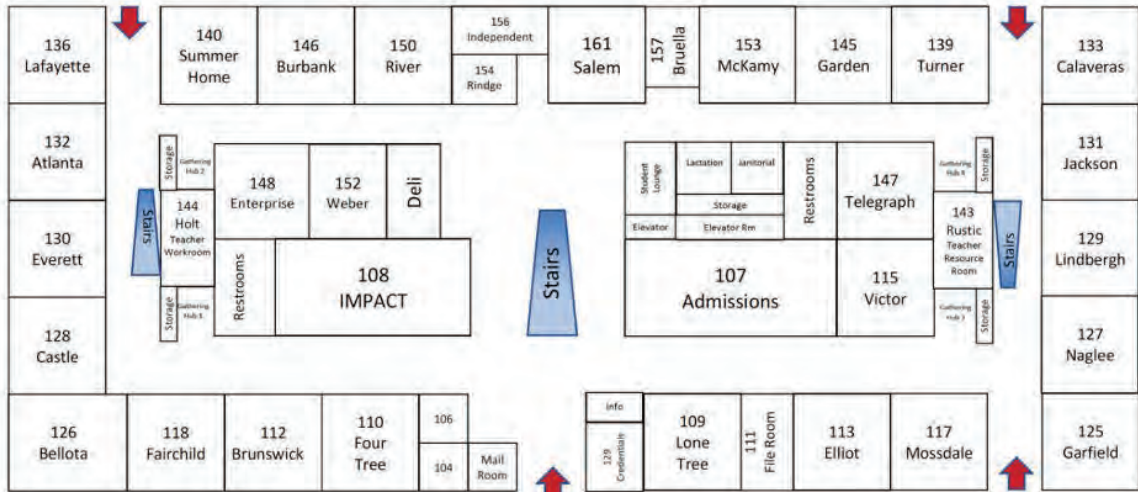 136
Lafayette
140
Summer
Home
146
Burbank
150
River
156
Independent
154
Rindge
161
Salem
157
Bruella
153
McKamy
145
Garden
139
Turner
133
Calaveras
132
Atlanta
Storage
Gathering
Hub 2
148
Enterprise
152
Weber
Deli
Student
Lounge
Lactation
Janitorial
Storage
Elevator
Elevator Rm
Restrooms
147
Telegraph
Gathering
Hub 4
Storage
131
Jackson
130
Everett
Stairs
144
Holt
Teacher
Workroom
Storage
Gathering
Hub 1
Restrooms
108
IMPACT
Stairs
107
Admissions
115
Victor
143
Rustic
Teacher
Resource
Room
Stairs
Gathering
Hub 3
Storage
129
Lindbergh
128
Castle
127
Naglee
126
Bellota
118
Fairchild
112
Brunswick
110
Four
Tree
106
104
Mail
Room
Info
129
Credentials
109
Lone
Tree
111
File Room
113
Elliot
117
Mossdale
125
Garfield